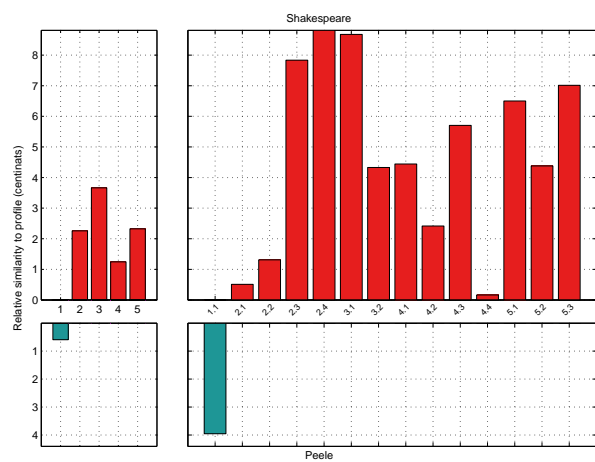 Shakespeare
Relative similarity to profile (centinats)
8
7
6
5
4
3
2
1
0
1 2 3 4 5
1.1 2.1 2.2 2.3 2.4 3.1 3.2 4.1 4.2 4.3 4.4 5.1 5.2 5.3
1
2
3
4
Peele